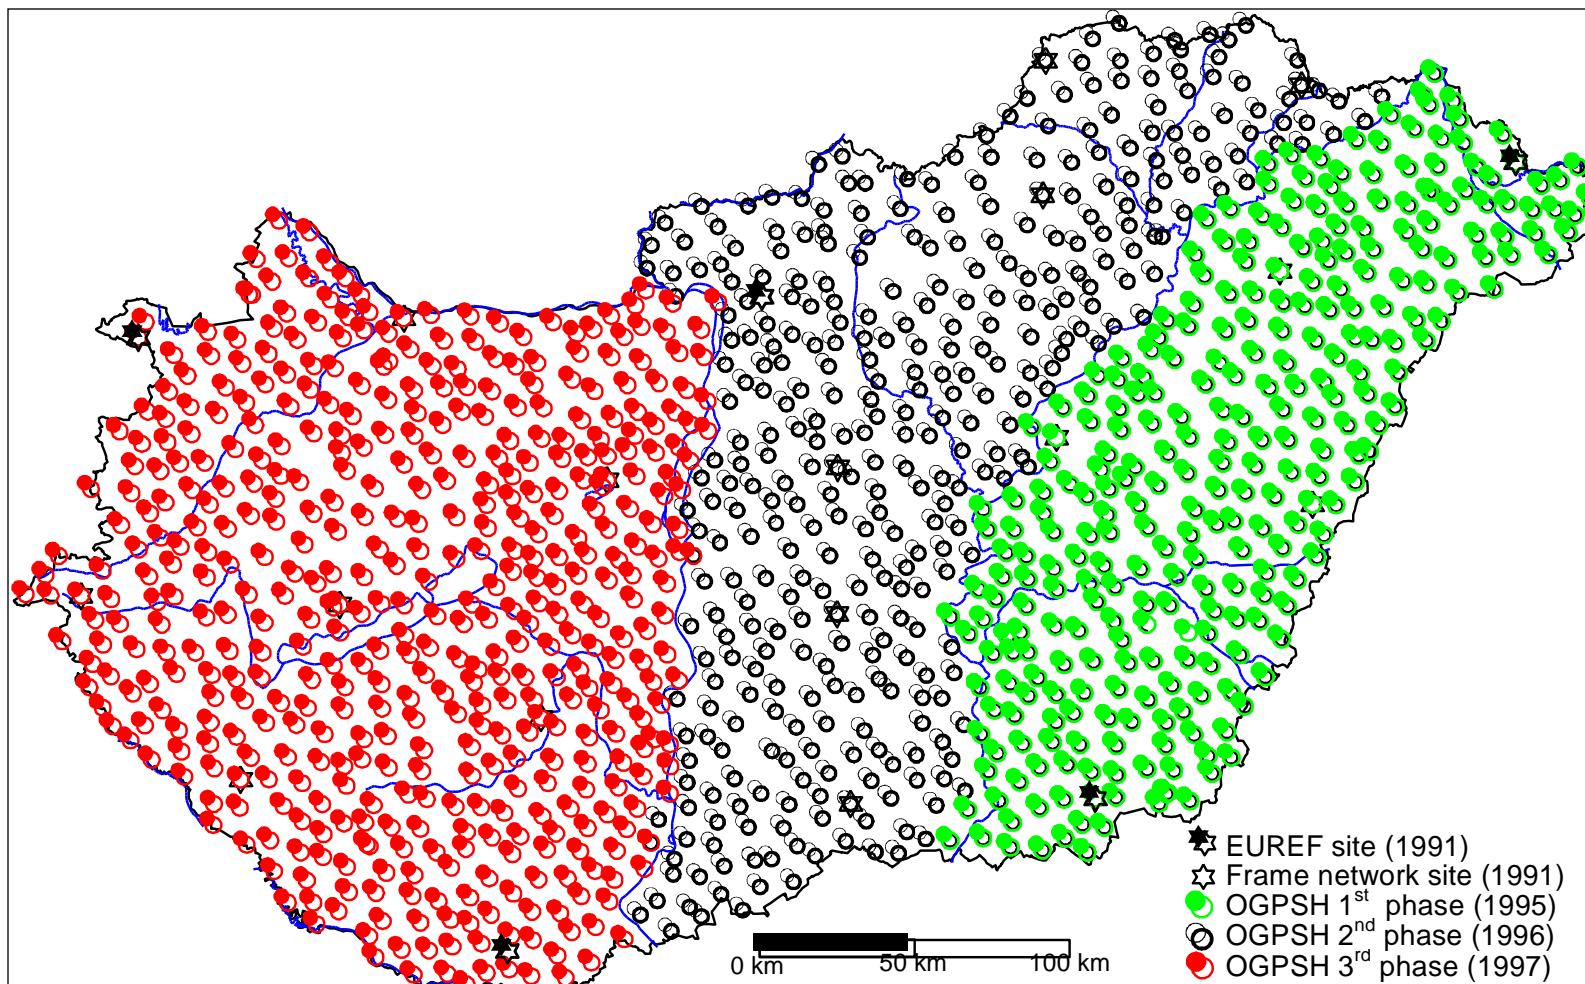 EUREF site (1991)
Frame network site (1991)
OGPSH 1st phase (1995)
OGPSH 2nd phase (1996)
OGPSH 3rd phase (1997)
0 km 50 km 100 km